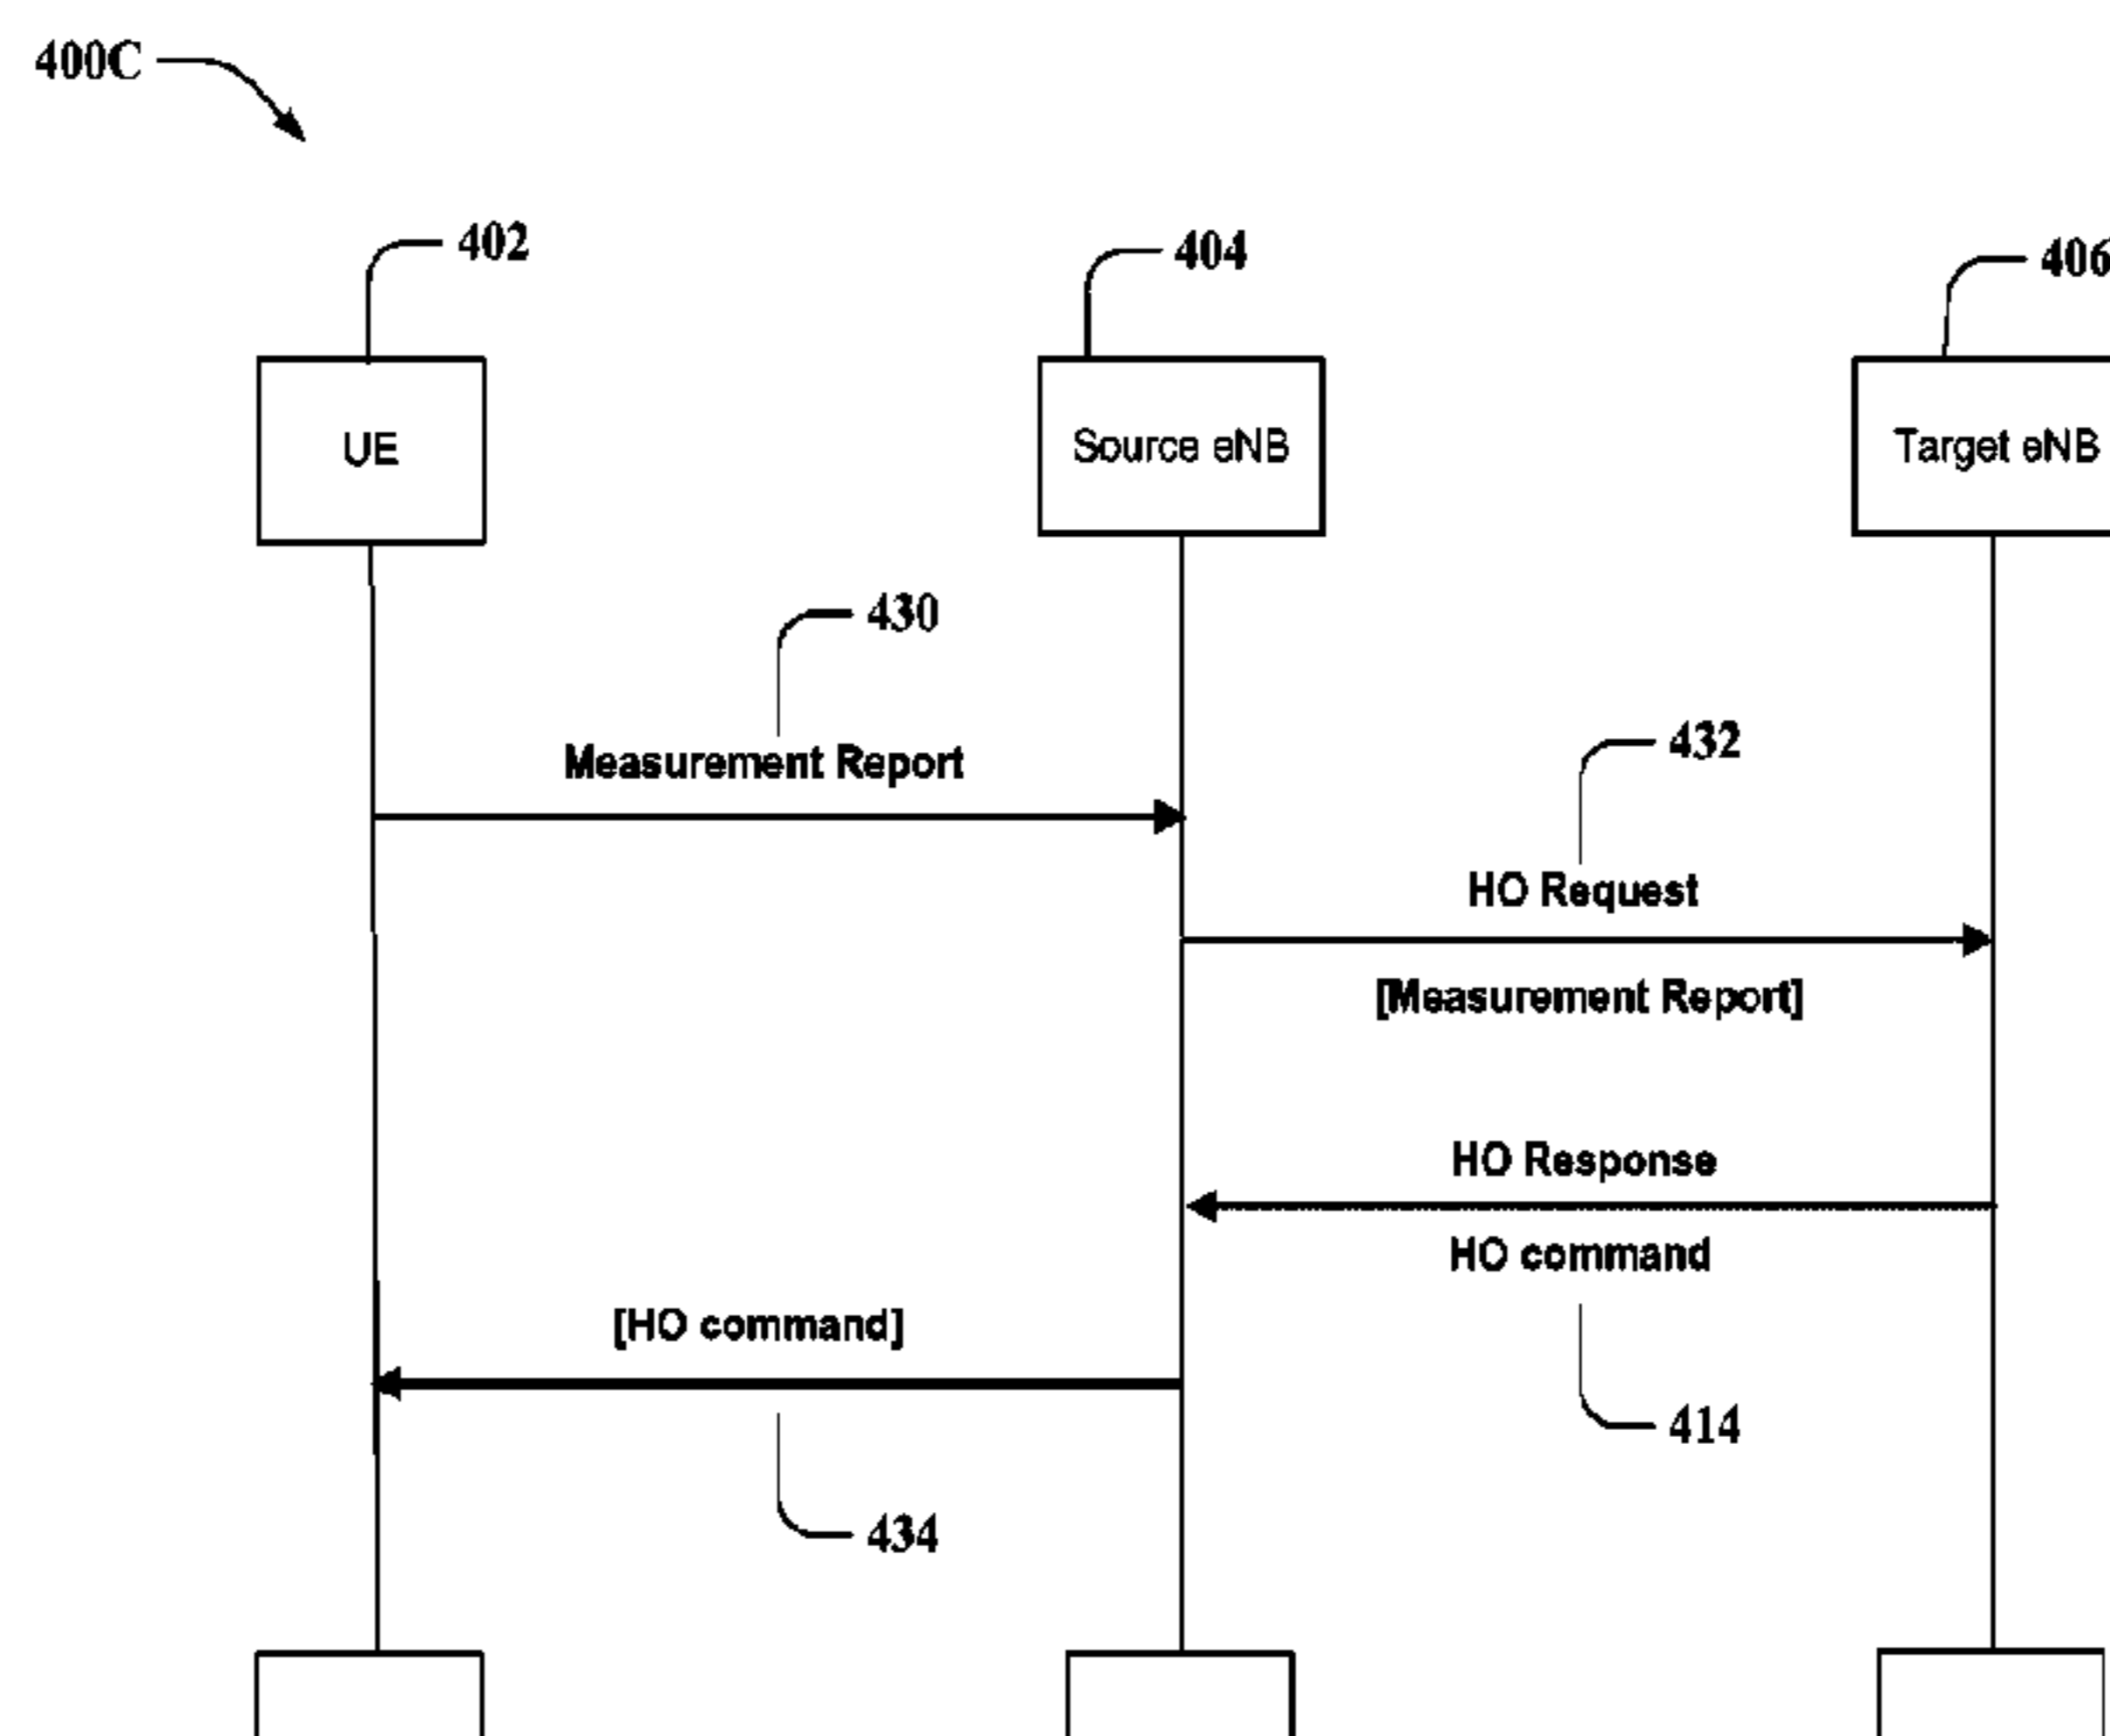 400C
402
404
406
UE
Source eNB
Target eNB
430
Measurement Report
432
HO Request
[Measurement Report]
HO Response
HO command
[HO command]
414
434